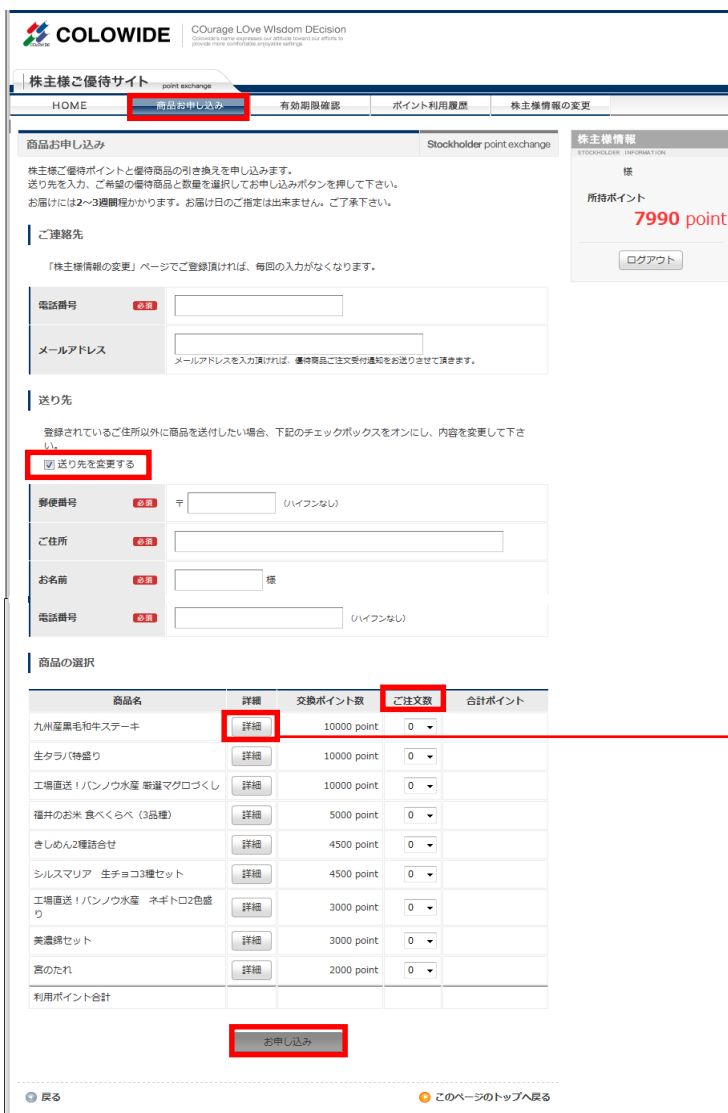 COLOWIDE
COurage LOve WIsdom DEcision
Colowide's name expresses our attitude toward our efforts to
provide more comfortable,enjoyable settings.
株主様ご優待サイト point exchange
HOME 商品お申し込み 有効期限確認 ポイント利用履歴 株主様情報の変更
商品お申し込み Stockholder point exchange
株主様ご優待ポイントと優待商品の引き換えを申し込みます。
送り先を入力、ご希望の優待商品と数量を選択してお申し込みボタンを押して下さい。
お届けには2～3週間程かかります。お届け日のご指定は出来ません。ご了承下さい。
株主様情報
STOCKHOLDER INFORMATION
様
所持ポイント
7990 point
ログアウト
ご連絡先
「株主様情報の変更」ページでご登録頂ければ、毎回の入力がなくなります。
電話番号 必須
メールアドレス
メールアドレスを入力頂ければ、優待商品ご注文受付通知をお送りさせて頂きます。
送り先
登録されているご住所以外に商品を送付したい場合、下記のチェックボックスをオンにし、内容を変更して下さ
い。
送り先を変更する
郵便番号 必須 〒 (ハイフンなし)
ご住所 必須
お名前 必須 様
電話番号 必須 (ハイフンなし)
商品の選択
商品名 詳細 交換ポイント数 ご注文数 合計ポイント
九州産黒毛和牛ステーキ 詳細 10000 point 0
生タラバ特盛り 詳細 10000 point 0
工場直送！バンノウ水産 厳選マグロづくし 詳細 10000 point 0
福井のお米 食べくらべ（3品種） 詳細 5000 point 0
きしめん2種詰合せ 詳細 4500 point 0
シルスマリア　生チョコ3種セット 詳細 4500 point 0
工場直送！バンノウ水産　ネギトロ2色盛
り 詳細 3000 point 0
美濃錦セット 詳細 3000 point 0
宮のたれ 詳細 2000 point 0
利用ポイント合計
お申し込み
戻る このページのトップへ戻る